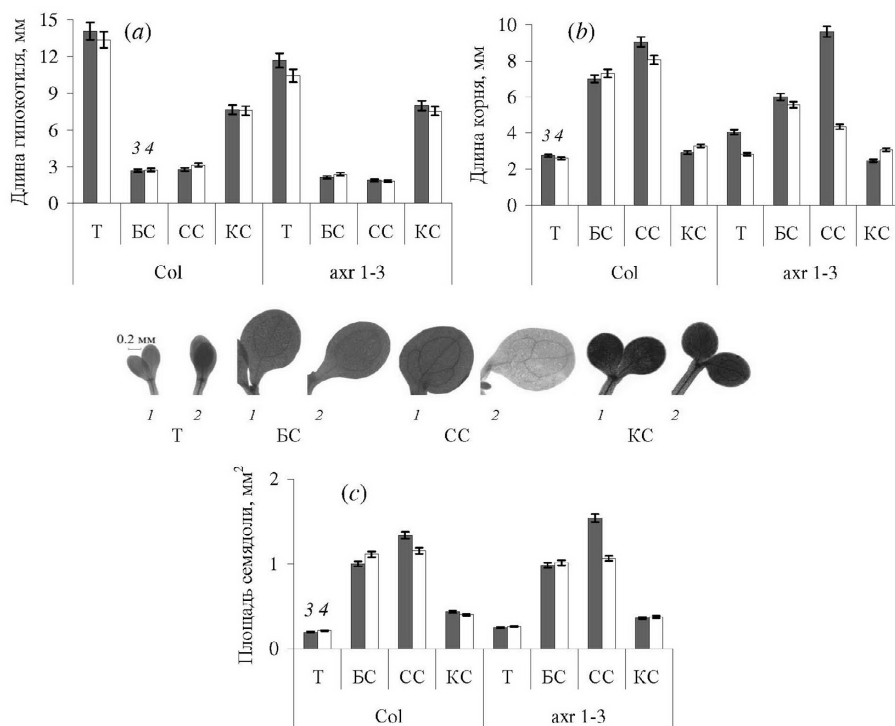 (a)
Длина гипокотиля, мм
15
12
9
6
3
0
3 4
Т БС СС КС Т БС СС КС
Col axr 1-3
(b)
Длина корня, мм
10
8
6
4
2
0
3 4
Т БС СС КС Т БС СС КС
Col axr 1-3
0.2 мм
1 2 1 2 1 2 1 2
Т БС СС КС
(c)
Площадь семядоли, мм²
2
1
0
3 4
Т БС СС КС Т БС СС КС
Col axr 1-3